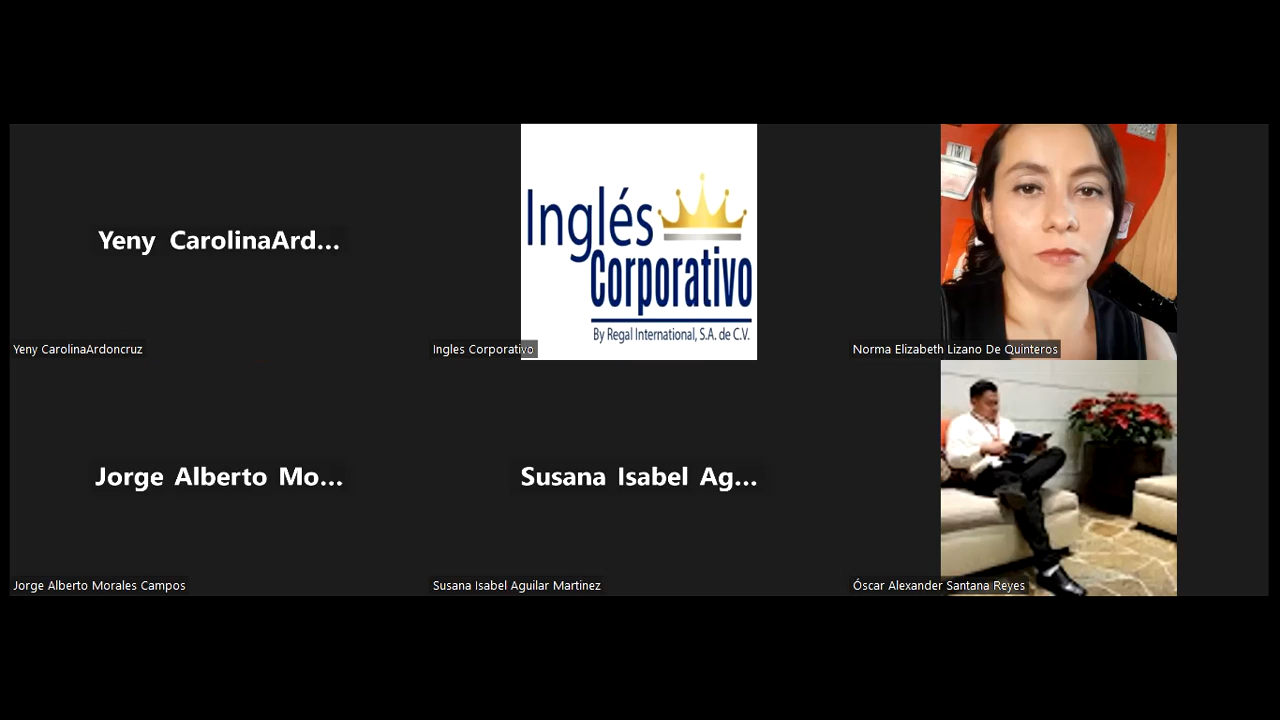 Yeny CarolinaArd...
Yeny CarolinaArdoncruz
Inglés
Corporativo
By Regal International, S.A. de C.V.
Ingles Corporativo
Norma Elizabeth Lizano De Quinteros
Jorge Alberto Mo...
Jorge Alberto Morales Campos
Susana Isabel Ag...
Susana Isabel Aguilar Martinez
Óscar Alexander Santana Reyes